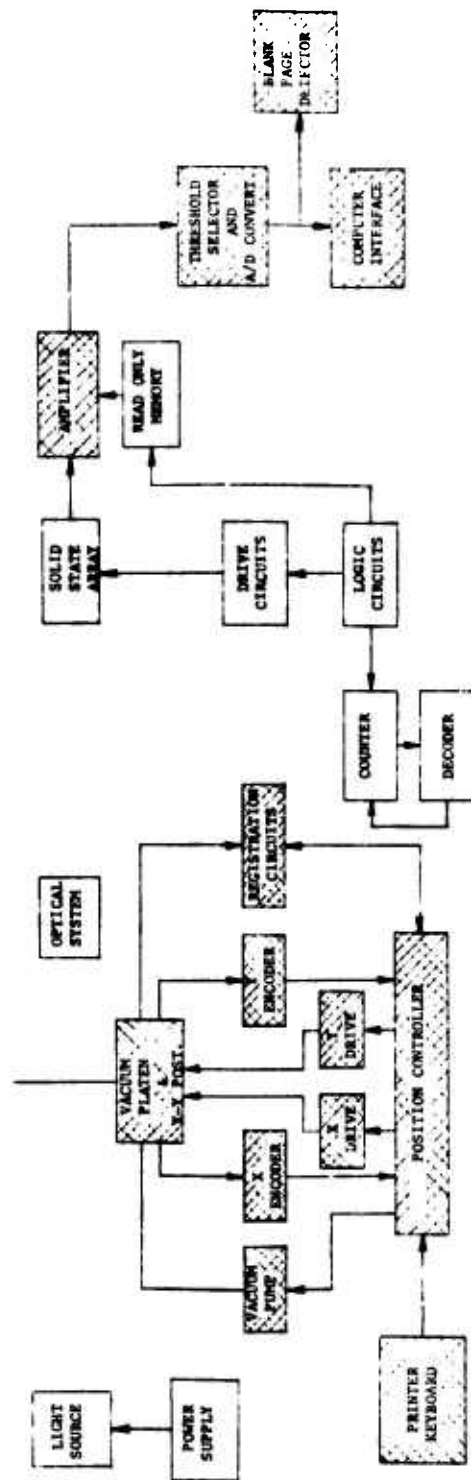 LIGHT
SOURCE
POWER
SUPPLY
PRINTER
KEYBOARD
VACUUM
PUMP
X
ENCODER
VACUUM
PLATEN
&
X-Y POST.
X
DRIVE
Y
DRIVE
ENCODER
REGISTRATION
CIRCUITS
POSITION CONTROLLER
OPTICAL
SYSTEM
COUNTER
DECODER
SOLID
STATE
ARRAY
DRIVE
CIRCUITS
LOGIC
CIRCUITS
AMPLIFIER
READ ONLY
MEMORY
THRESHOLD
SELECTOR
AND
A/D CONVERT
COMPUTER
INTERFACE
BLANK
PAGE
DETECTOR